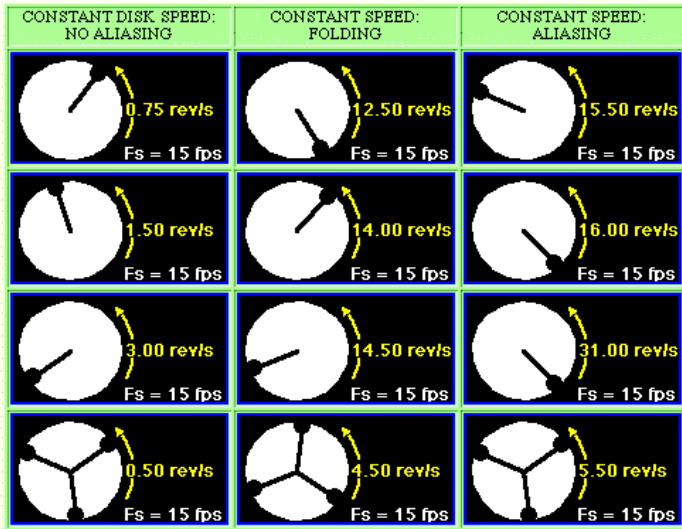 CONSTANT DISK SPEED:
NO ALIASING
CONSTANT SPEED:
FOLDING
CONSTANT SPEED:
ALIASING
0.75 rev/s
Fs = 15 fps
12.50 rev/s
Fs = 15 fps
15.50 rev/s
Fs = 15 fps
1.50 rev/s
Fs = 15 fps
14.00 rev/s
Fs = 15 fps
16.00 rev/s
Fs = 15 fps
3.00 rev/s
Fs = 15 fps
14.50 rev/s
Fs = 15 fps
31.00 rev/s
Fs = 15 fps
0.50 rev/s
Fs = 15 fps
4.50 rev/s
Fs = 15 fps
5.50 rev/s
Fs = 15 fps